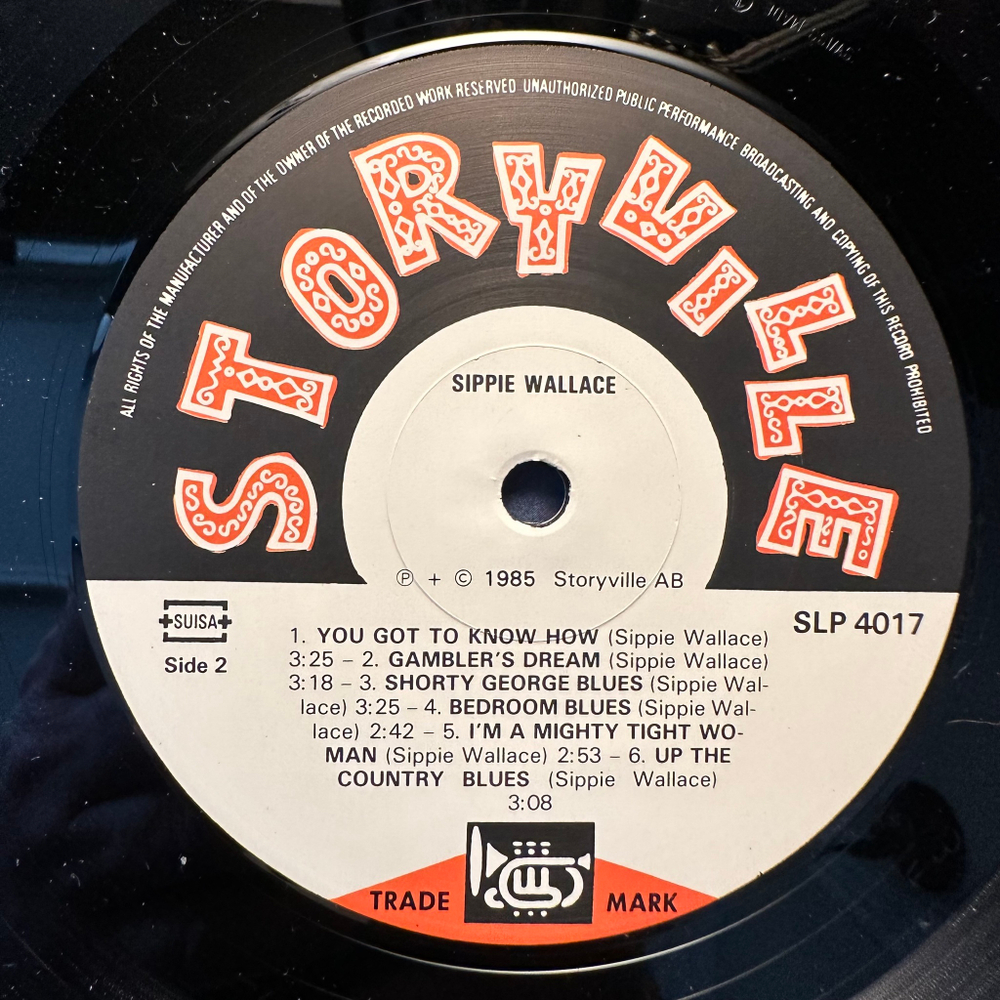 ALL RIGHTS OF THE MANUFACTURER AND OF THE OWNER OF THE RECORDED WORK RESERVED UNAUTHORIZED PUBLIC PERFORMANCE BROADCASTING AND COPYING OF THIS RECORD PROHIBITED
STORYVILLE
SIPPIE WALLACE
℗ + © 1985 Storyville AB
SUISA
Side 2
SLP 4017
1. YOU GOT TO KNOW HOW (Sippie Wallace)
3:25 – 2. GAMBLER'S DREAM (Sippie Wallace)
3:18 – 3. SHORTY GEORGE BLUES (Sippie Wal-
lace) 3:25 – 4. BEDROOM BLUES (Sippie Wal-
lace) 2:42 – 5. I'M A MIGHTY TIGHT WO-
MAN (Sippie Wallace) 2:53 – 6. UP THE
COUNTRY BLUES (Sippie Wallace)
3:08
TRADE MARK